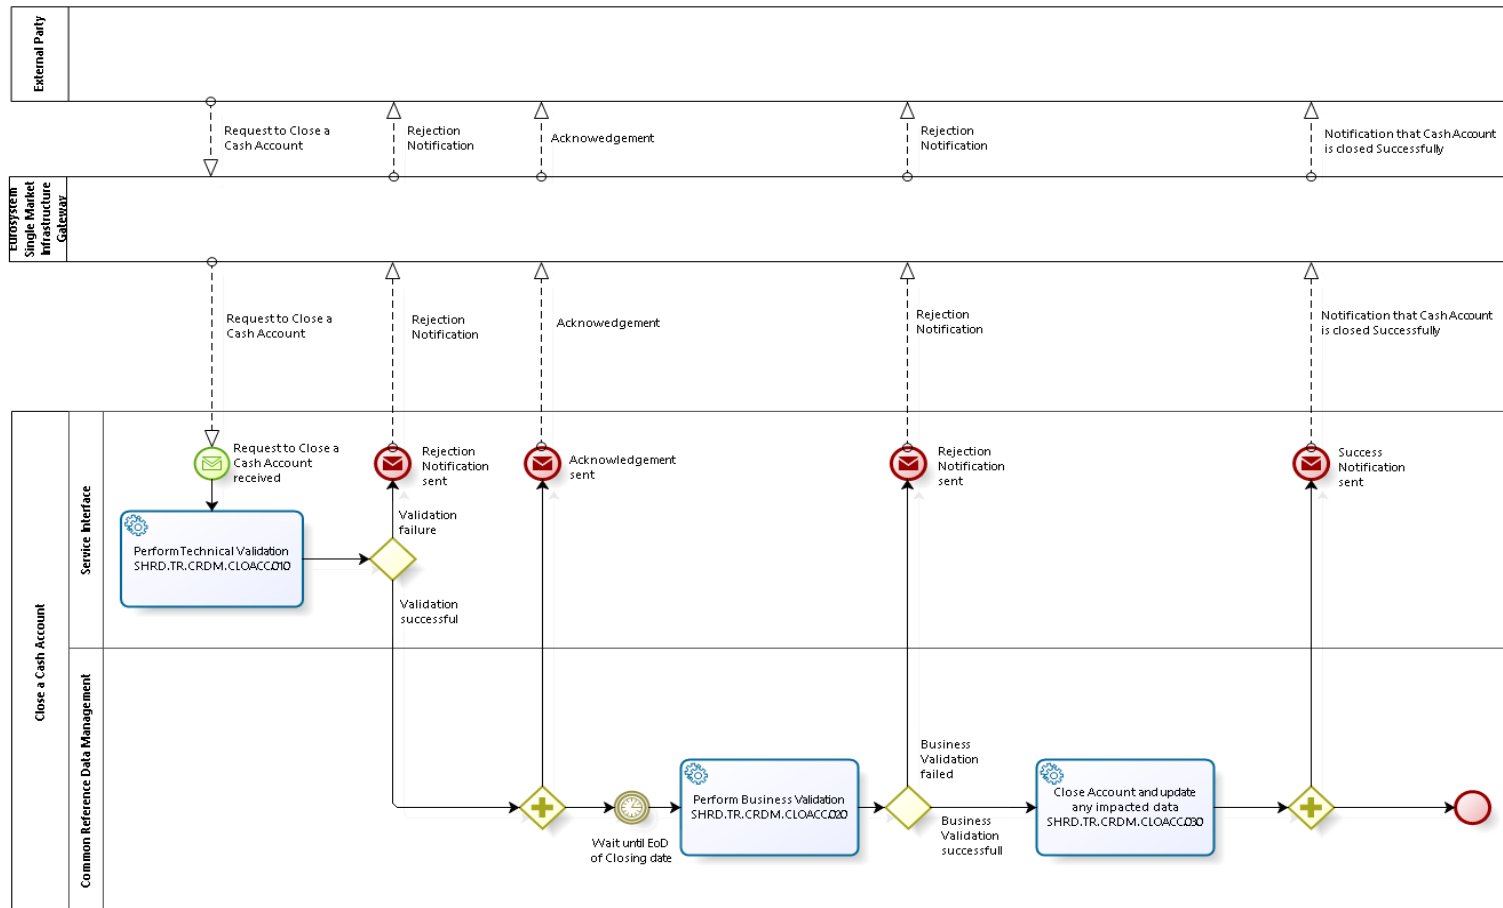 External Party
Request to Close a
Cash Account
Rejection
Notification
Acknowedgement
Rejection
Notification
Notification that Cash Account
is closed Successfully
Eurosystem
Single Market
Infrastructure
Gateway
Request to Close a
Cash Account
Rejection
Notification
Acknowedgement
Rejection
Notification
Notification that Cash Account
is closed Successfully
Close a Cash Account
Service Interface
Request to Close a
Cash Account
received
Rejection
Notification
sent
Acknowledgement
sent
Rejection
Notification
sent
Success
Notification
sent
Perform Technical Validation
SHRD.TR.CRDM.CLOACC.010
Validation
failure
Validation
successful
Common Reference Data Management
Wait until EoD
of Closing date
Perform Business Validation
SHRD.TR.CRDM.CLOACC.020
Business
Validation
failed
Business
Validation
successfull
Close Account and update
any impacted data
SHRD.TR.CRDM.CLOACC.030